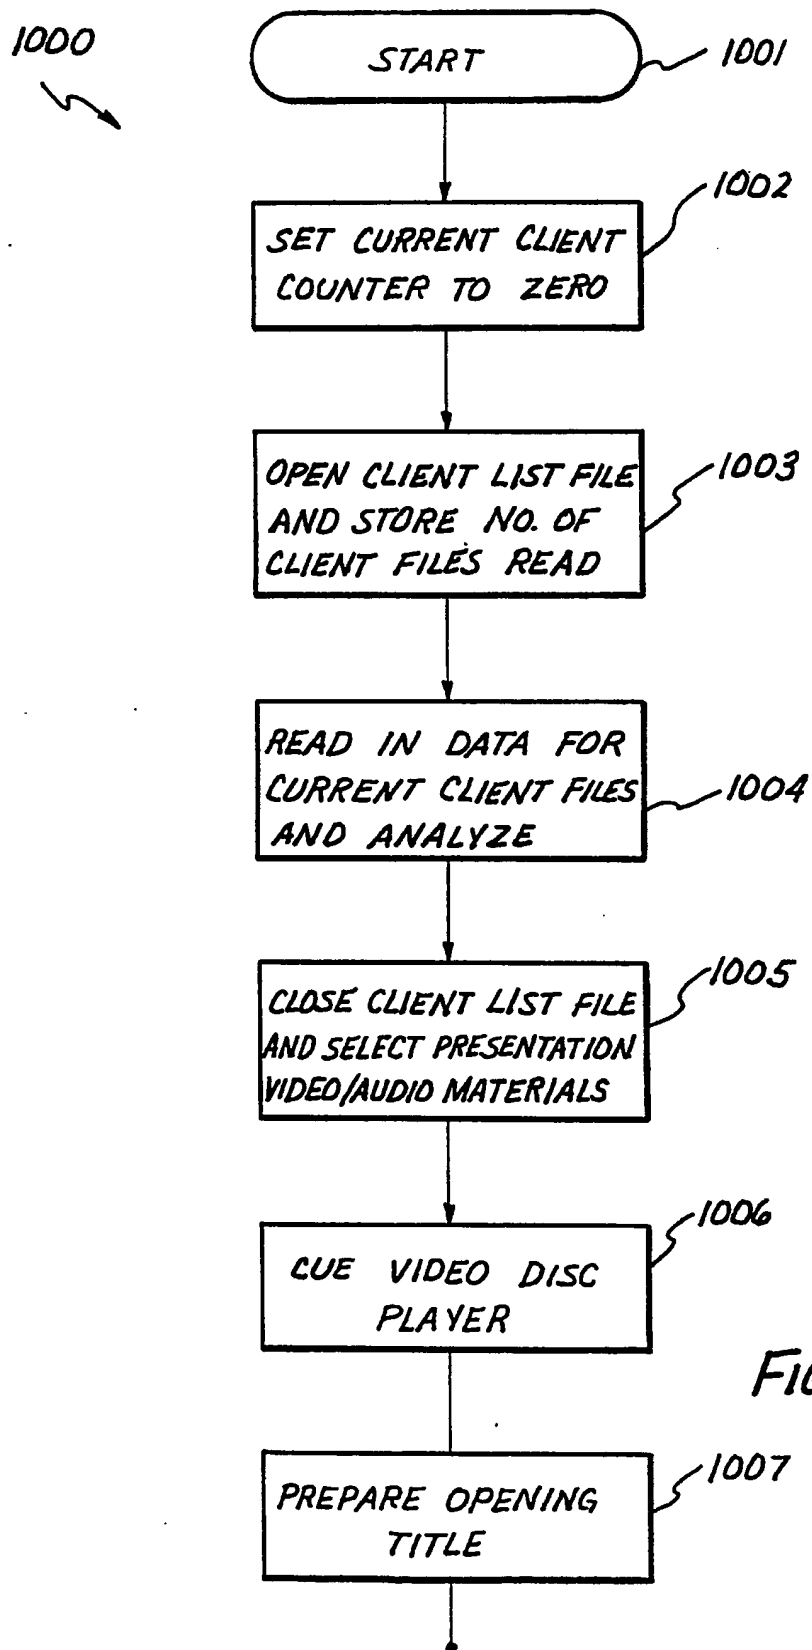 1000
START
1001
1002
SET CURRENT CLIENT
COUNTER TO ZERO
OPEN CLIENT LIST FILE
AND STORE NO. OF
CLIENT FILES READ
1003
READ IN DATA FOR
CURRENT CLIENT FILES
AND ANALYZE
1004
CLOSE CLIENT LIST FILE
AND SELECT PRESENTATION
VIDEO/AUDIO MATERIALS
1005
CUE VIDEO DISC
PLAYER
1006
PREPARE OPENING
TITLE
1007